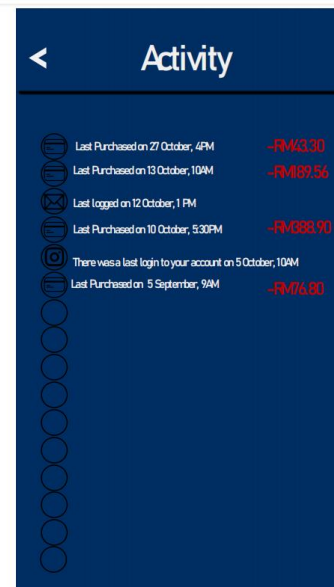 < Activity
Last Purchased on 27 October, 4PM -RM43.30
Last Purchased on 13 October, 10AM -RM189.56
Last logged on 12 October, 1 PM
Last Purchased on 10 October, 5:30PM -RM388.90
There was a last login to your account on 5 October, 10AM
Last Purchased on 5 September, 9AM -RM76.80